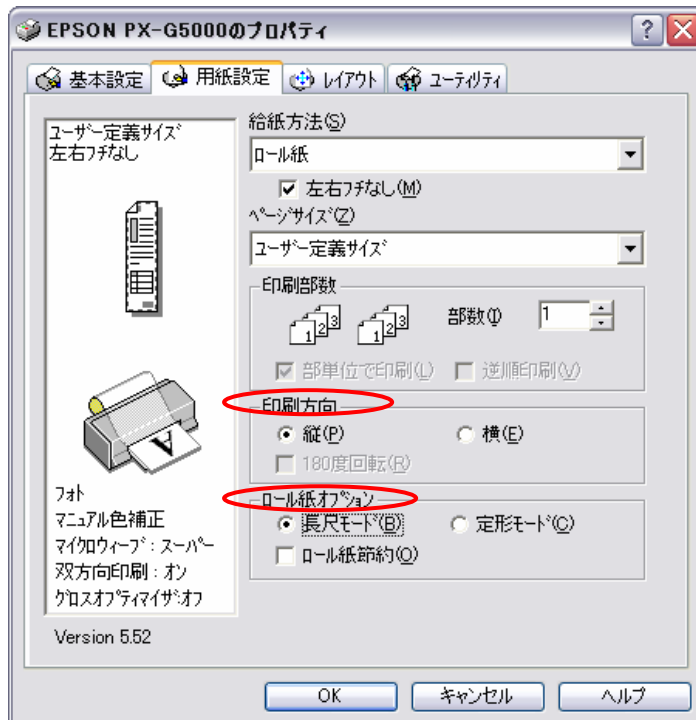 EPSON PX-G5000のプロパティ
基本設定 用紙設定 レイアウト ユーティリティ
ユーザー定義サイズ
左右フチなし
給紙方法(S)
ロール紙
左右フチなし(M)
ページサイズ(Z)
ユーザー定義サイズ
印刷部数
1 2 3 1 2 3
部数(I) 1
部単位で印刷(L) 逆順印刷(V)
印刷方向
縦(P) 横(E)
180度回転(R)
ロール紙オプション
長尺モード(B) 定形モード(C)
ロール紙節約(O)
A
フォト
マニュアル色補正
マイクロウィーブ:スーパー
双方向印刷:オン
グロスオプティマイザ:オフ
Version 5.52
OK キャンセル ヘルプ